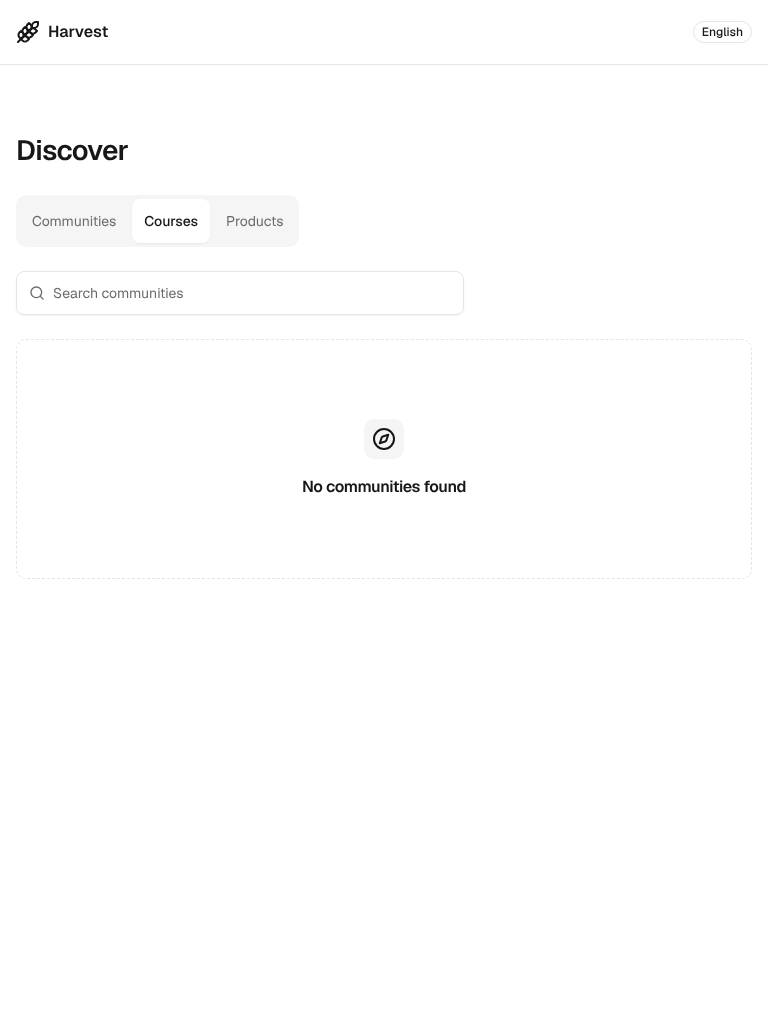 Harvest
English
Discover
Communities
Courses
Products
Search communities
No communities found